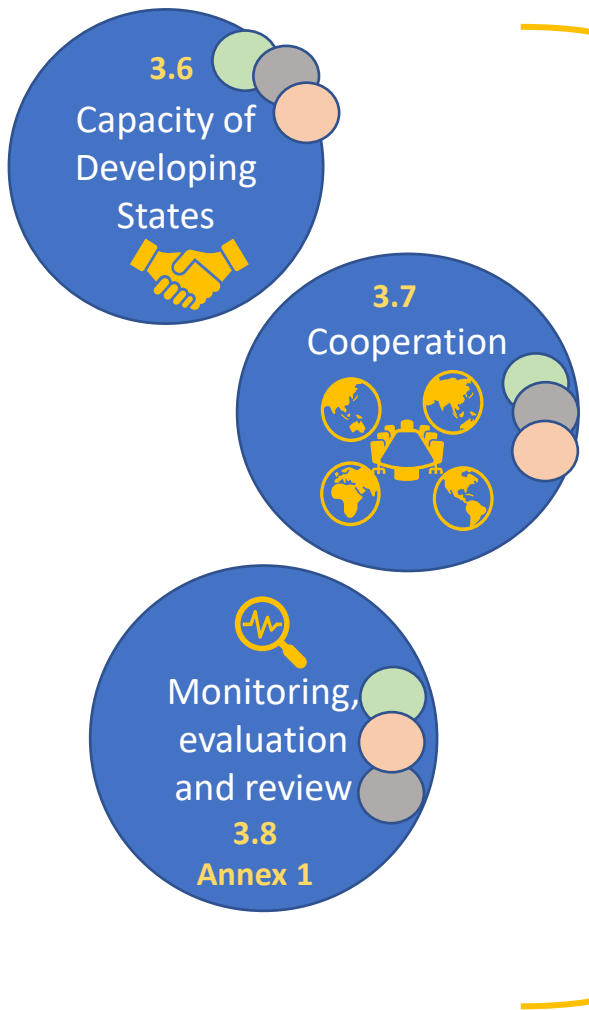 3.6
Capacity of
Developing
States
3.7
Cooperation
Monitoring,
evaluation
and review
3.8
Annex 1